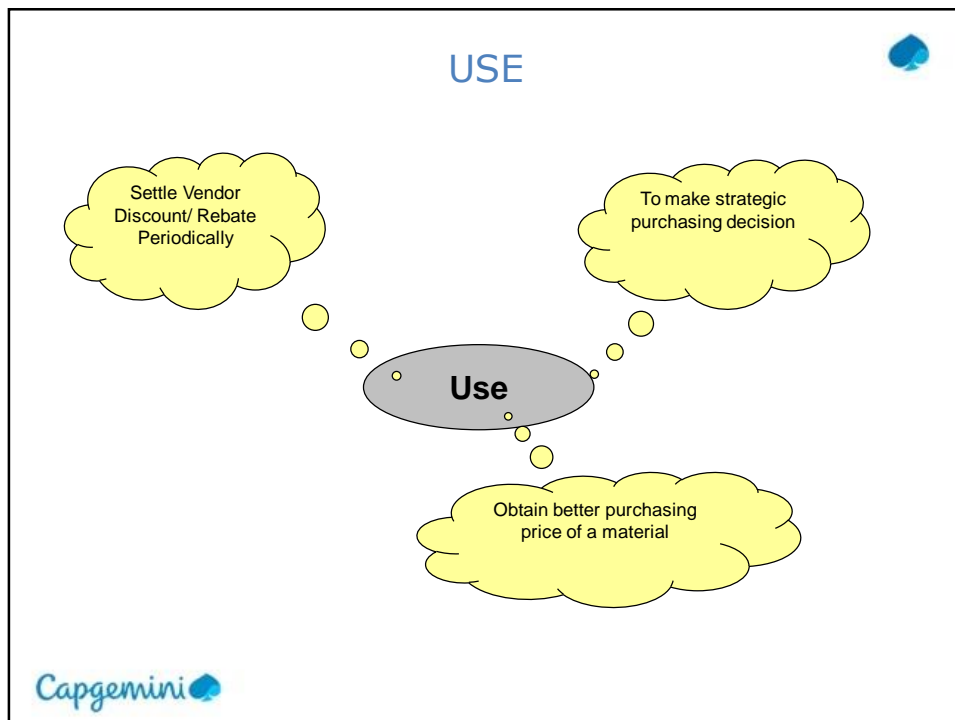 USE
Settle Vendor
Discount/ Rebate
Periodically
To make strategic
purchasing decision
Use
Obtain better purchasing
price of a material
Capgemini